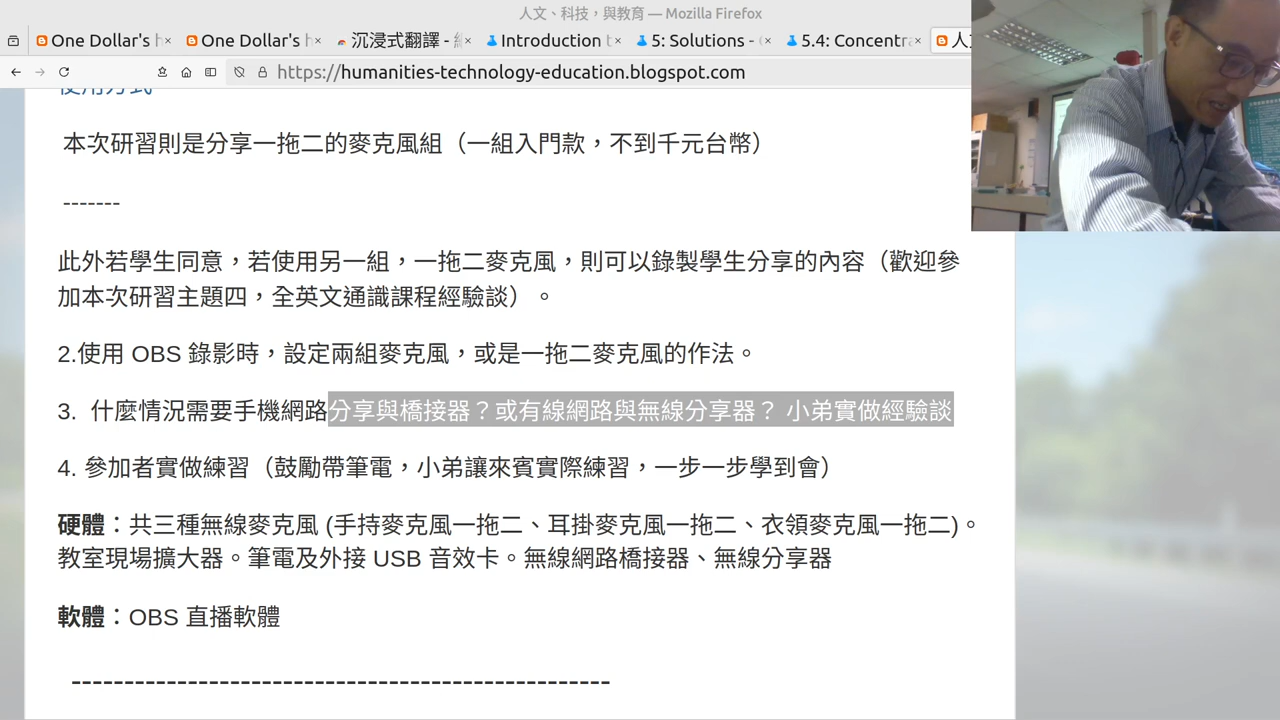 人文、科技，與教育 — Mozilla Firefox
One Dollar's h
One Dollar's h
沉浸式翻譯 -
Introduction t
5: Solutions -
5.4: Concentra
https://humanities-technology-education.blogspot.com
使用方式
本次研習則是分享一拖二的麥克風組（一組入門款，不到千元台幣）
-------
此外若學生同意，若使用另一組，一拖二麥克風，則可以錄製學生分享的內容（歡迎參
加本次研習主題四，全英文通識課程經驗談）。
2.使用 OBS 錄影時，設定兩組麥克風，或是一拖二麥克風的作法。
3. 什麼情況需要手機網路分享與橋接器？或有線網路與無線分享器？ 小弟實做經驗談
4. 參加者實做練習（鼓勵帶筆電，小弟讓來賓實際練習，一步一步學到會）
硬體：共三種無線麥克風 (手持麥克風一拖二、耳掛麥克風一拖二、衣領麥克風一拖二)。
教室現場擴大器。筆電及外接 USB 音效卡。無線網路橋接器、無線分享器
軟體：OBS 直播軟體
---------------------------------------------------